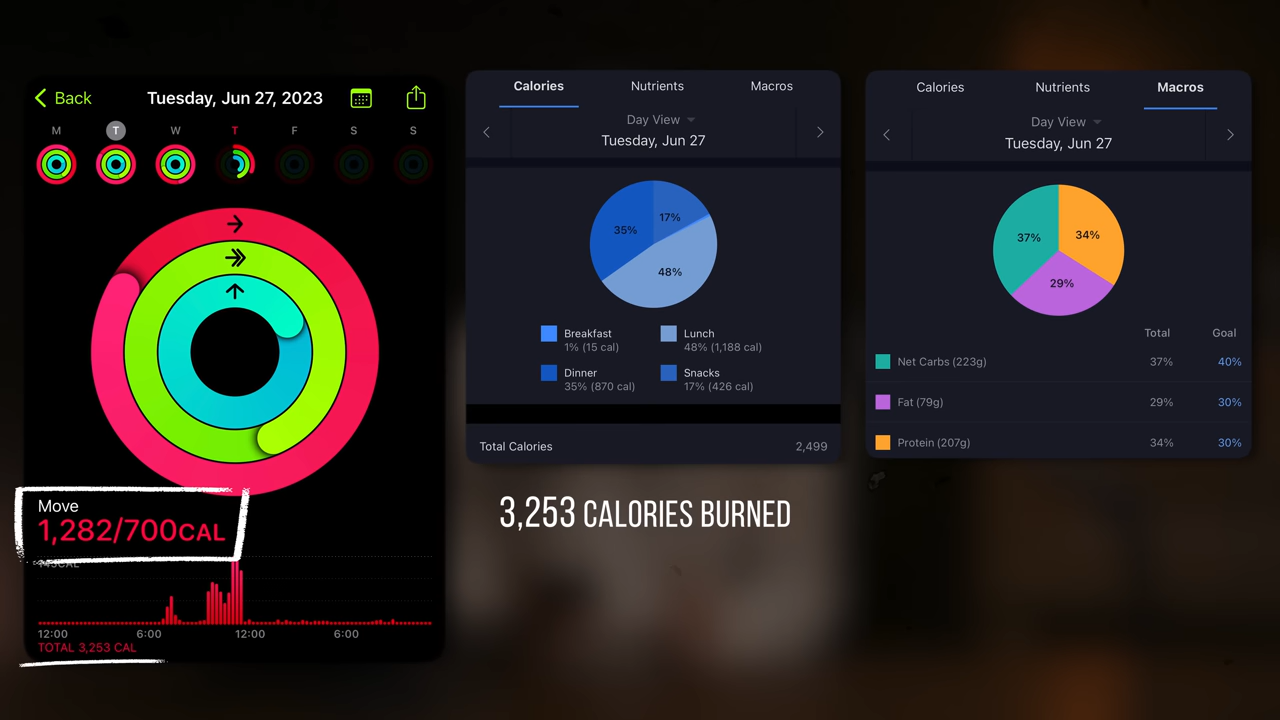 Back
Tuesday, Jun 27, 2023
M T W T F S S
Move
1,282/700CAL
12:00 6:00 12:00 6:00
TOTAL 3,253 CAL
Calories Nutrients Macros
Day View
Tuesday, Jun 27
17%
35%
48%
Breakfast
1% (15 cal)
Lunch
48% (1,188 cal)
Dinner
35% (870 cal)
Snacks
17% (426 cal)
Total Calories 2,499
3,253 CALORIES BURNED
Calories Nutrients Macros
Day View
Tuesday, Jun 27
37% 34%
29%
Total Goal
Net Carbs (223g) 37% 40%
Fat (79g) 29% 30%
Protein (207g) 34% 30%